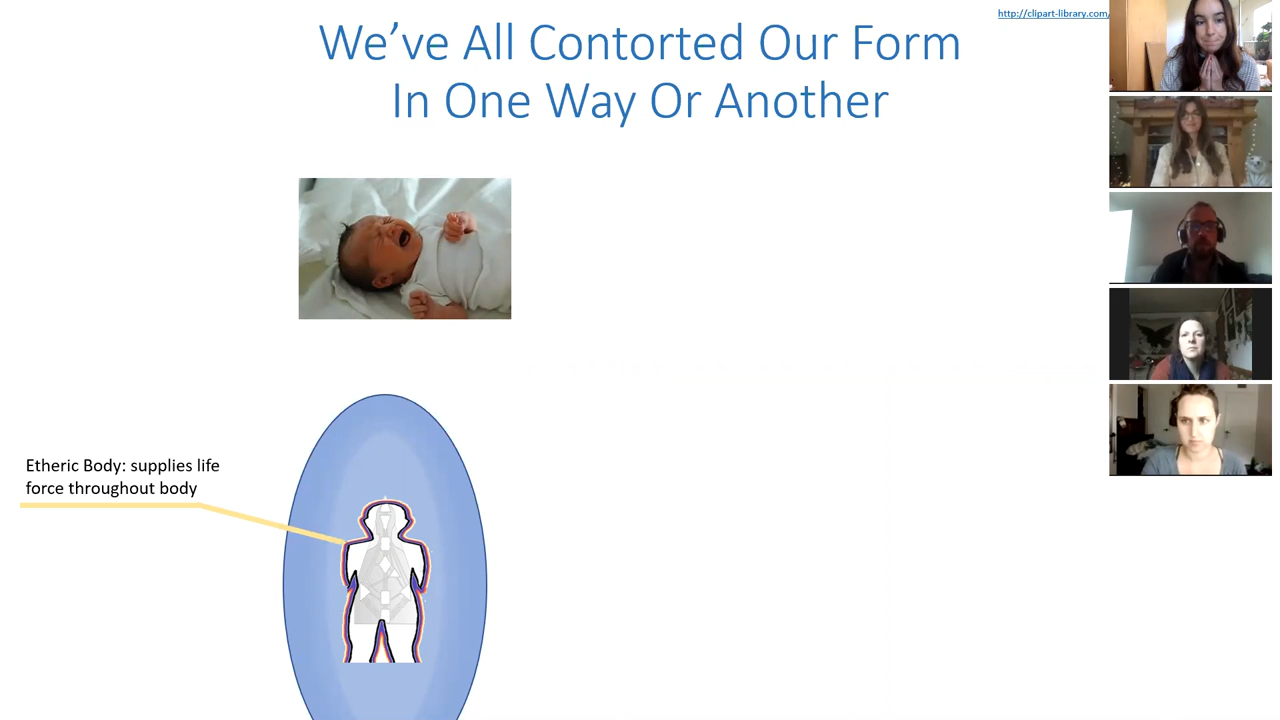 http://clipart-library.com/
We’ve All Contorted Our Form
In One Way Or Another
Etheric Body: supplies life
force throughout body